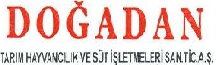 DOĞADAN
TARIM HAYVANCILIK VE SÜT İŞLETMELERİ SAN.TİC.A.Ş.